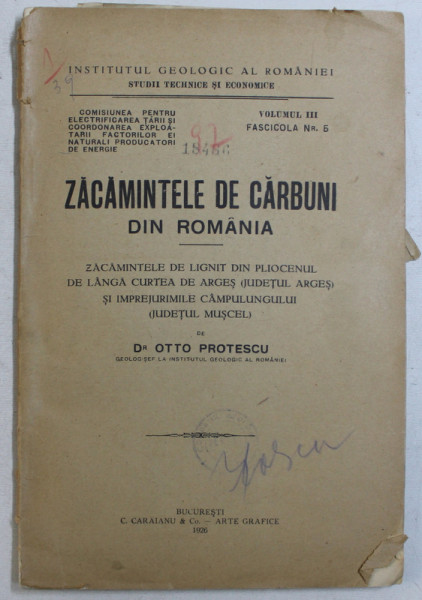 INSTITUTUL GEOLOGIC AL ROMÂNIEI
STUDII TECHNICE ȘI ECONOMICE
COMISIUNEA PENTRU
ELECTRIFICAREA ȚĂRII ȘI
COORDONAREA EXPLOA-
TĂRII FACTORILOR EI
NATURALI PRODUCATORI
DE ENERGIE
VOLUMUL III
FASCICOLA NR. 5
ZĂCĂMINTELE DE CĂRBUNI
DIN ROMÂNIA
ZĂCĂMINTELE DE LIGNIT DIN PLIOCENUL
DE LÂNGĂ CURTEA DE ARGEȘ (JUDEȚUL ARGEȘ)
ȘI IMPREJURIMILE CÂMPULUNGULUI
(JUDEȚUL MUȘCEL)
DE
DR OTTO PROTESCU
GEOLOG-ȘEF LA INSTITUTUL GEOLOGIC AL ROMÂNIEI
BUCUREȘTI
C. CARAIANU & Co. — ARTE GRAFICE
1926